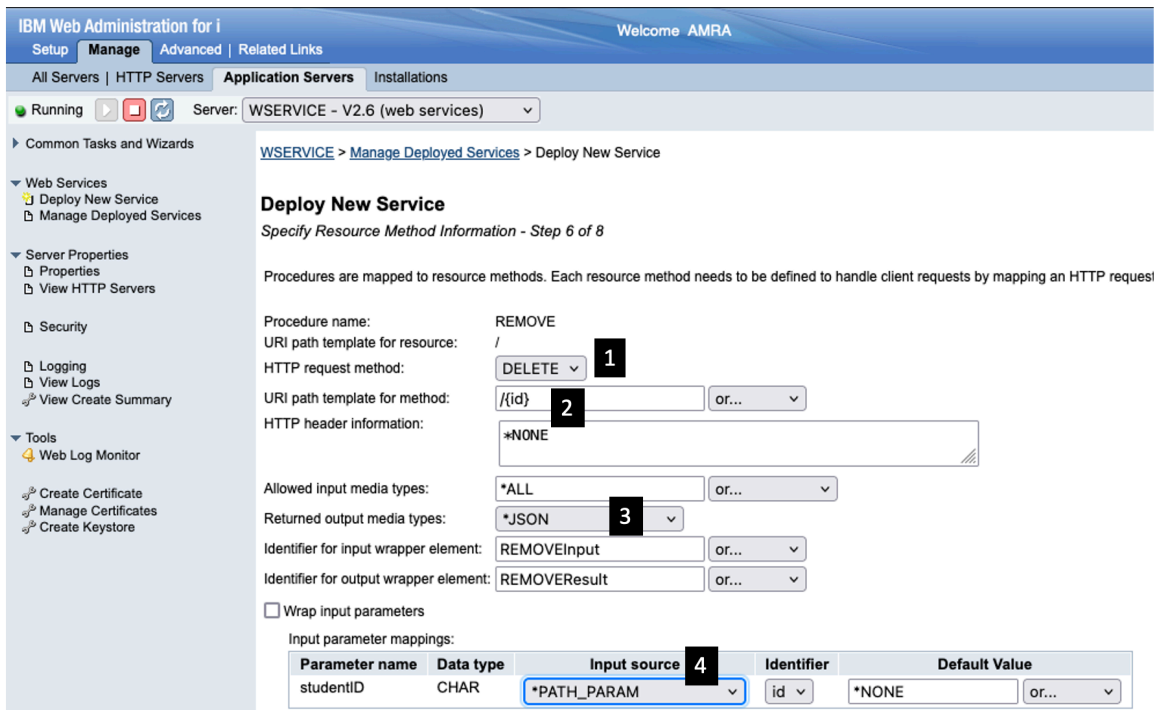 IBM Web Administration for i
Welcome AMRA
Setup Manage Advanced | Related Links
All Servers | HTTP Servers Application Servers Installations
Running Server: WSERVICE - V2.6 (web services)
Common Tasks and Wizards
WSERVICE > Manage Deployed Services > Deploy New Service
Web Services
Deploy New Service
Manage Deployed Services
Server Properties
Properties
View HTTP Servers
Security
Logging
View Logs
View Create Summary
Tools
Web Log Monitor
Create Certificate
Manage Certificates
Create Keystore
Deploy New Service
Specify Resource Method Information - Step 6 of 8
Procedures are mapped to resource methods. Each resource method needs to be defined to handle client requests by mapping an HTTP request
Procedure name: REMOVE
URI path template for resource: /
HTTP request method: DELETE 1
URI path template for method: /{id} 2 or...
HTTP header information: *NONE
Allowed input media types: *ALL or...
Returned output media types: *JSON 3
Identifier for input wrapper element: REMOVEInput or...
Identifier for output wrapper element: REMOVEResult or...
Wrap input parameters
Input parameter mappings:
Parameter name Data type Input source 4 Identifier Default Value
studentID CHAR *PATH_PARAM id *NONE or...